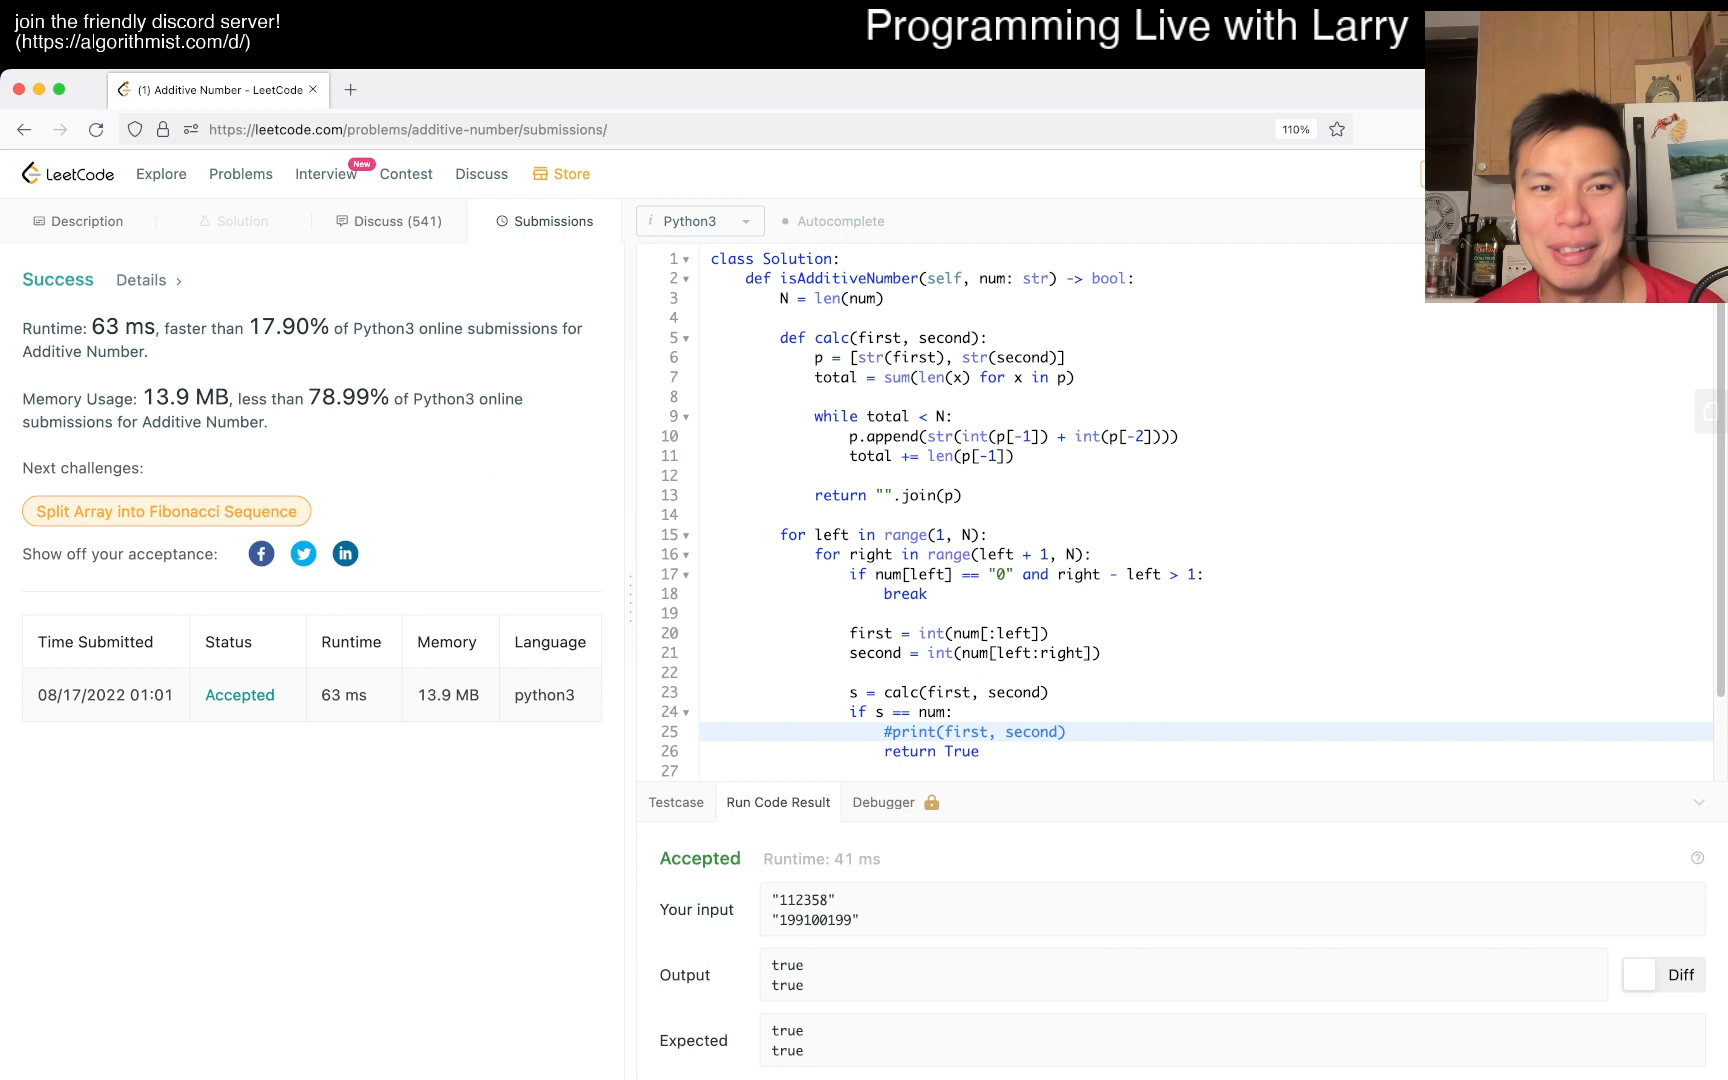 join the friendly discord server!
(https://algorithmist.com/d/)
Programming Live with Larry
(1) Additive Number - LeetCode
https://leetcode.com/problems/additive-number/submissions/
110%
LeetCode
Explore
Problems
Interview
New
Contest
Discuss
Store
Description
Solution
Discuss (541)
Submissions
i Python3
Autocomplete
Success
Details >
Runtime: 63 ms, faster than 17.90% of Python3 online submissions for
Additive Number.
Memory Usage: 13.9 MB, less than 78.99% of Python3 online
submissions for Additive Number.
Next challenges:
Split Array into Fibonacci Sequence
Show off your acceptance:
Time Submitted Status Runtime Memory Language
08/17/2022 01:01 Accepted 63 ms 13.9 MB python3
1 class Solution:
2     def isAdditiveNumber(self, num: str) -> bool:
3         N = len(num)
4
5         def calc(first, second):
6             p = [str(first), str(second)]
7             total = sum(len(x) for x in p)
8
9             while total < N:
10                 p.append(str(int(p[-1]) + int(p[-2])))
11                 total += len(p[-1])
12
13             return "".join(p)
14
15         for left in range(1, N):
16             for right in range(left + 1, N):
17                 if num[left] == "0" and right - left > 1:
18                     break
19
20                 first = int(num[:left])
21                 second = int(num[left:right])
22
23                 s = calc(first, second)
24                 if s == num:
25                     #print(first, second)
26                     return True
27
Testcase
Run Code Result
Debugger
Accepted
Runtime: 41 ms
Your input
"112358"
"199100199"
Output
true
true
Diff
Expected
true
true